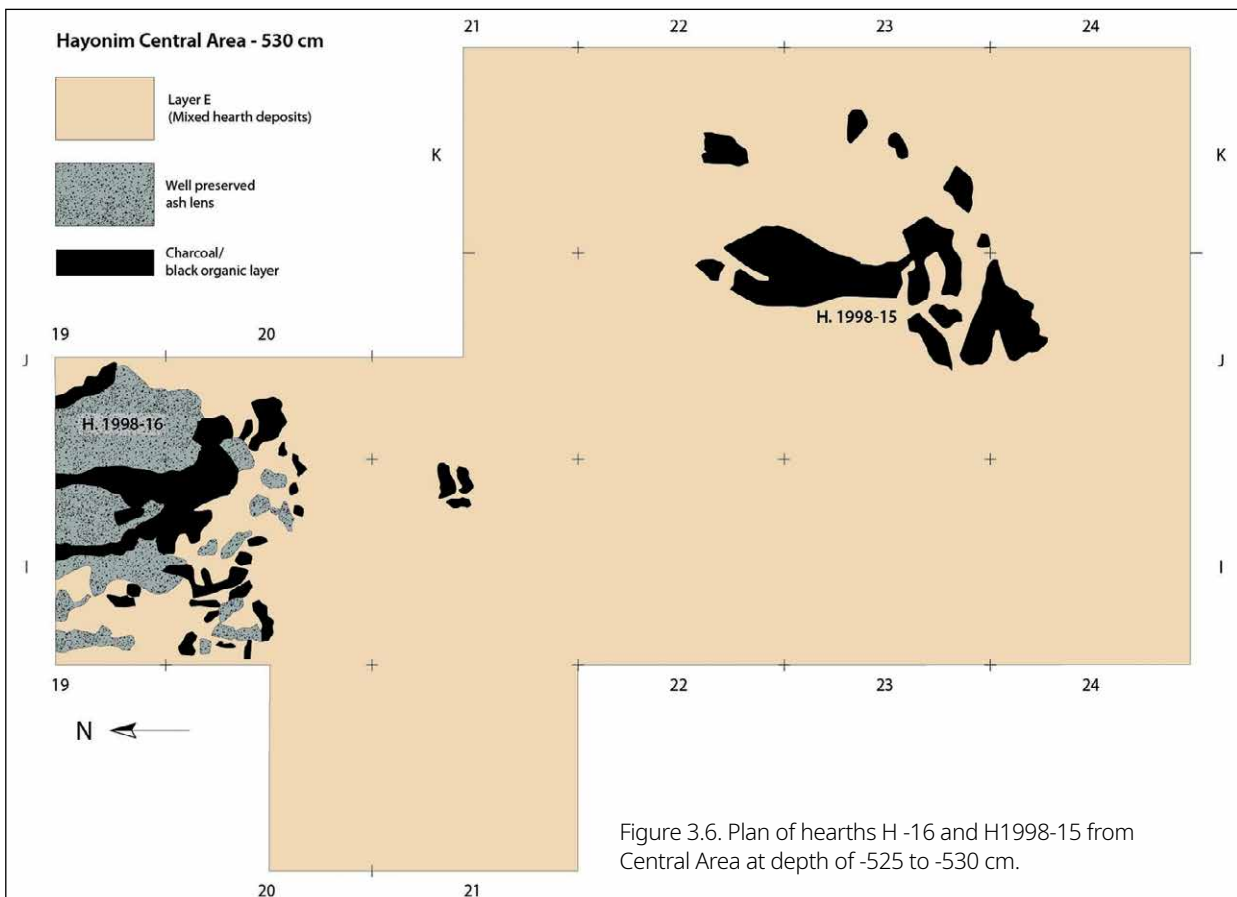 Hayonim Central Area - 530 cm
Layer E
(Mixed hearth deposits)
Well preserved
ash lens
Charcoal/
black organic layer
21
22
23
24
K
K
19
20
J
J
H. 1998-15
H. 1998-16
I
I
19
22
23
24
N
20
21
Figure 3.6. Plan of hearths H -16 and H1998-15 from
Central Area at depth of -525 to -530 cm.